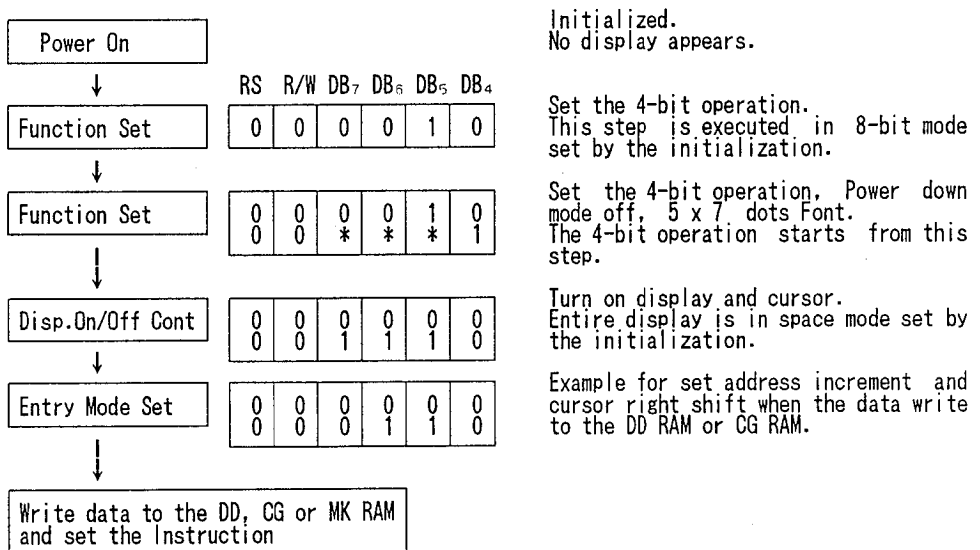 Power On
Initialized.
No display appears.
RS R/W DB7 DB6 DB5 DB4
Function Set
0 0 0 0 1 0
Set the 4-bit operation.
This step is executed in 8-bit mode
set by the initialization.
Function Set
0 0 0 0 1 0
0 0 * * * 1
Set the 4-bit operation, Power down
mode off, 5 x 7 dots Font.
The 4-bit operation starts from this
step.
Disp.On/Off Cont
0 0 0 0 0 0
0 0 1 1 1 0
Turn on display and cursor.
Entire display is in space mode set by
the initialization.
Entry Mode Set
0 0 0 0 0 0
0 0 0 1 1 0
Example for set address increment and
cursor right shift when the data write
to the DD RAM or CG RAM.
Write data to the DD, CG or MK RAM
and set the Instruction